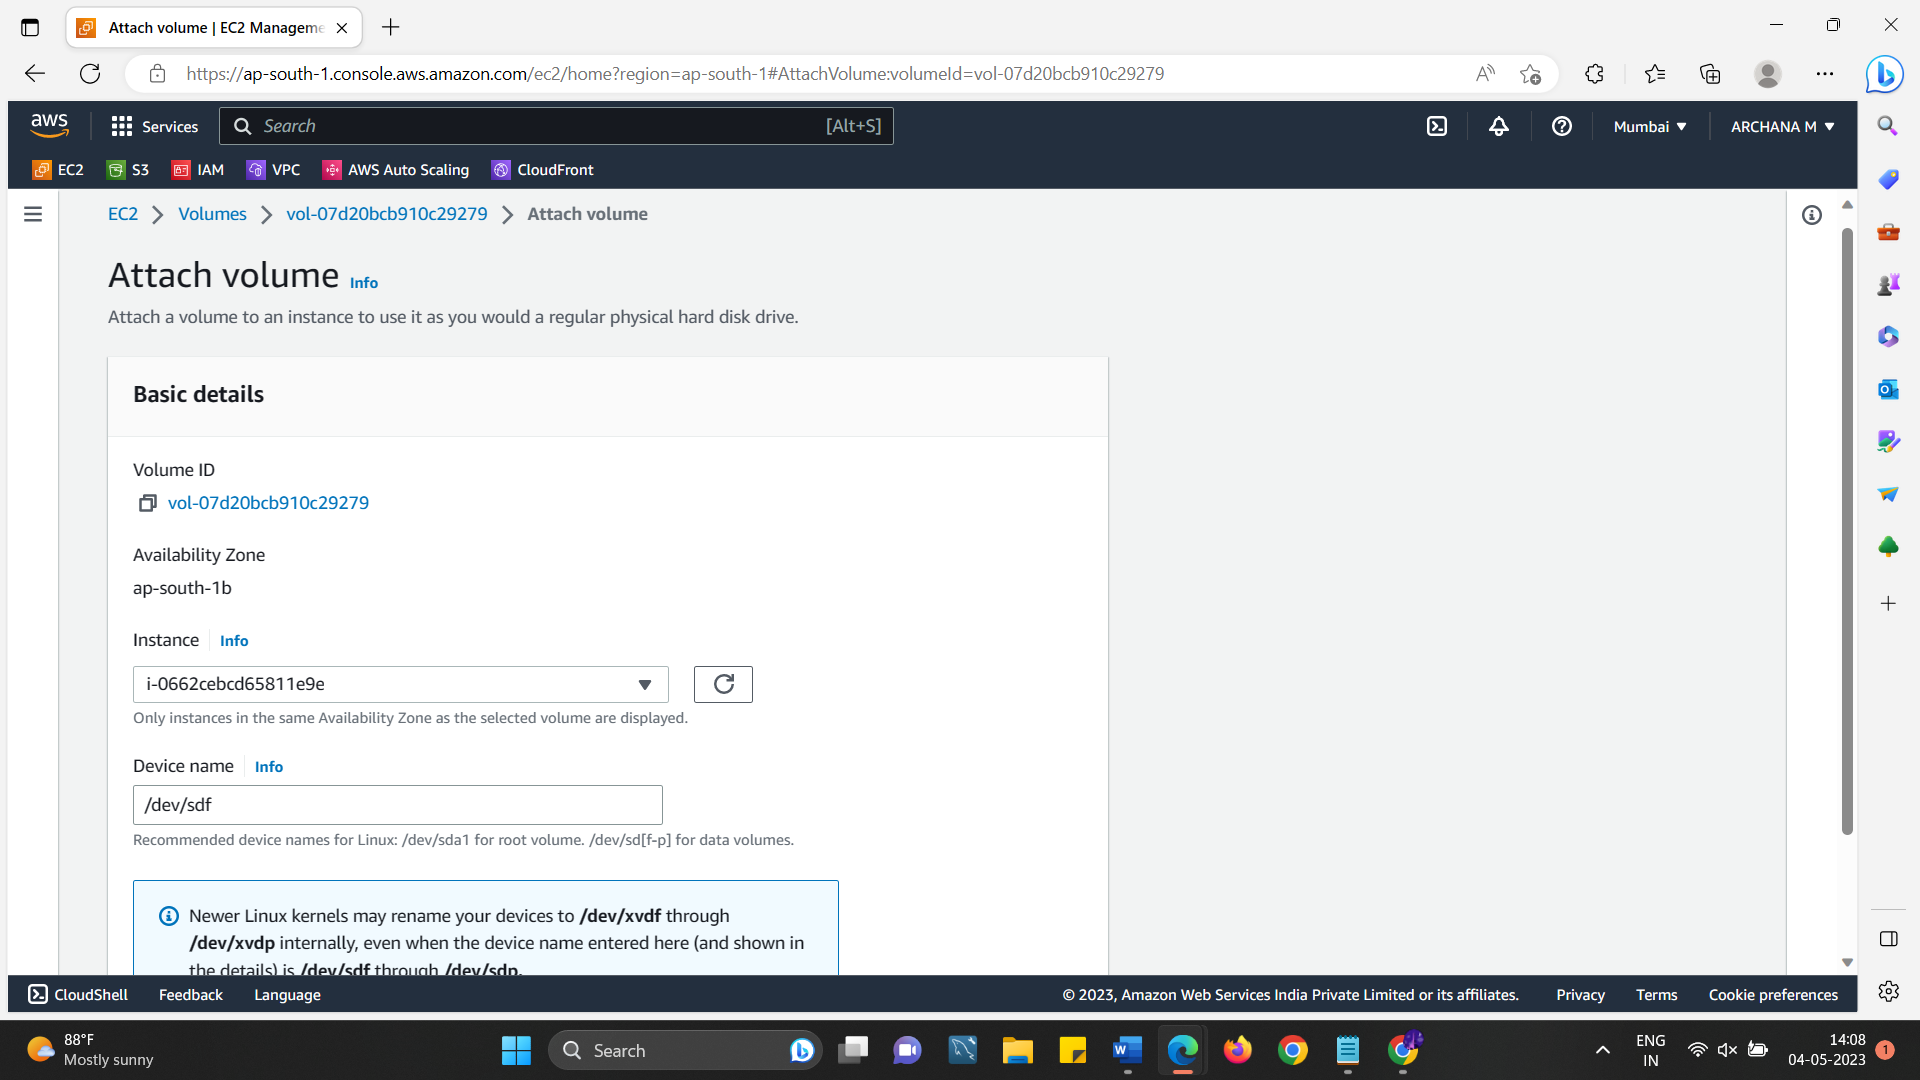 Attach volume | EC2 Manageme
https://ap-south-1.console.aws.amazon.com/ec2/home?region=ap-south-1#AttachVolume:volumeId=vol-07d20bcb910c29279
aws
Services
Search
[Alt+S]
Mumbai
ARCHANA M
EC2
S3
IAM
VPC
AWS Auto Scaling
CloudFront
EC2 > Volumes > vol-07d20bcb910c29279 > Attach volume
Attach volume Info
Attach a volume to an instance to use it as you would a regular physical hard disk drive.
Basic details
Volume ID
vol-07d20bcb910c29279
Availability Zone
ap-south-1b
Instance Info
i-0662cebcd65811e9e
Only instances in the same Availability Zone as the selected volume are displayed.
Device name Info
/dev/sdf
Recommended device names for Linux: /dev/sda1 for root volume. /dev/sd[f-p] for data volumes.
Newer Linux kernels may rename your devices to /dev/xvdf through
/dev/xvdp internally, even when the device name entered here (and shown in
the details) is /dev/sdf through /dev/sdp.
CloudShell
Feedback
Language
© 2023, Amazon Web Services India Private Limited or its affiliates.
Privacy
Terms
Cookie preferences
88°F
Mostly sunny
Search
ENG
IN
14:08
04-05-2023
1